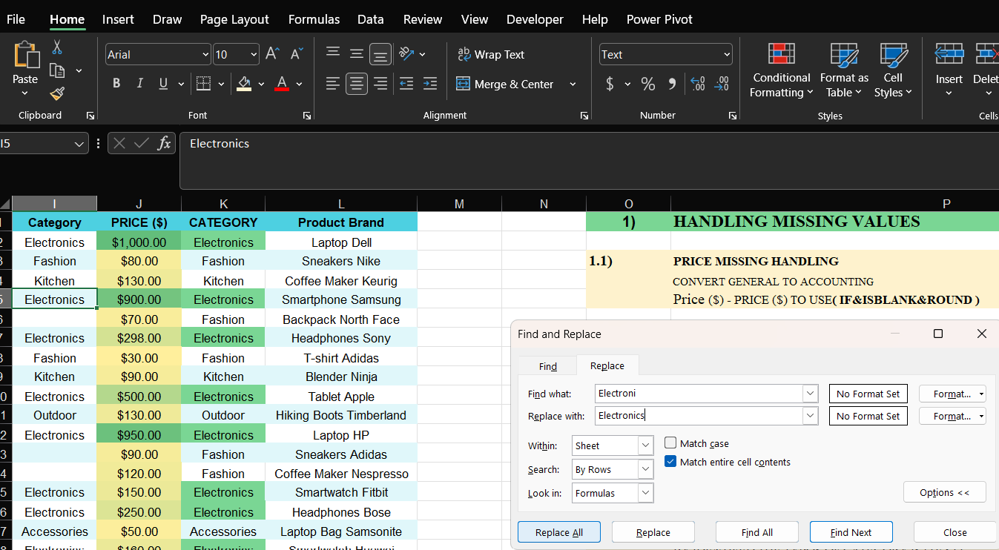 File Home Insert Draw Page Layout Formulas Data Review View Developer Help Power Pivot
Paste
Arial 10
B I U A
Wrap Text
Merge & Center
Text
$ % 9
Conditional Formatting
Format as Table
Cell Styles
Insert
Clipboard Font Alignment Number Styles Cells
I5 fx Electronics
I J K L M N O P
Category PRICE ($) CATEGORY Product Brand 1) HANDLING MISSING VALUES
2 Electronics $1,000.00 Electronics Laptop Dell
3 Fashion $80.00 Fashion Sneakers Nike 1.1) PRICE MISSING HANDLING
4 Kitchen $130.00 Kitchen Coffee Maker Keurig CONVERT GENERAL TO ACCOUNTING
5 Electronics $900.00 Electronics Smartphone Samsung Price ($) - PRICE ($) TO USE( IF&ISBLANK&ROUND )
6 $70.00 Fashion Backpack North Face
7 Electronics $298.00 Electronics Headphones Sony
8 Fashion $30.00 Fashion T-shirt Adidas
9 Kitchen $90.00 Kitchen Blender Ninja
0 Electronics $500.00 Electronics Tablet Apple
1 Outdoor $130.00 Outdoor Hiking Boots Timberland
2 Electronics $950.00 Electronics Laptop HP
3 $90.00 Fashion Sneakers Adidas
4 $120.00 Fashion Coffee Maker Nespresso
5 Electronics $150.00 Electronics Smartwatch Fitbit
6 Electronics $250.00 Electronics Headphones Bose
7 Accessories $50.00 Accessories Laptop Bag Samsonite
Find and Replace
Find Replace
Find what: Electroni No Format Set Format...
Replace with: Electronics No Format Set Format...
Within: Sheet Match case
Search: By Rows Match entire cell contents
Look in: Formulas Options <<
Replace All Replace Find All Find Next Close